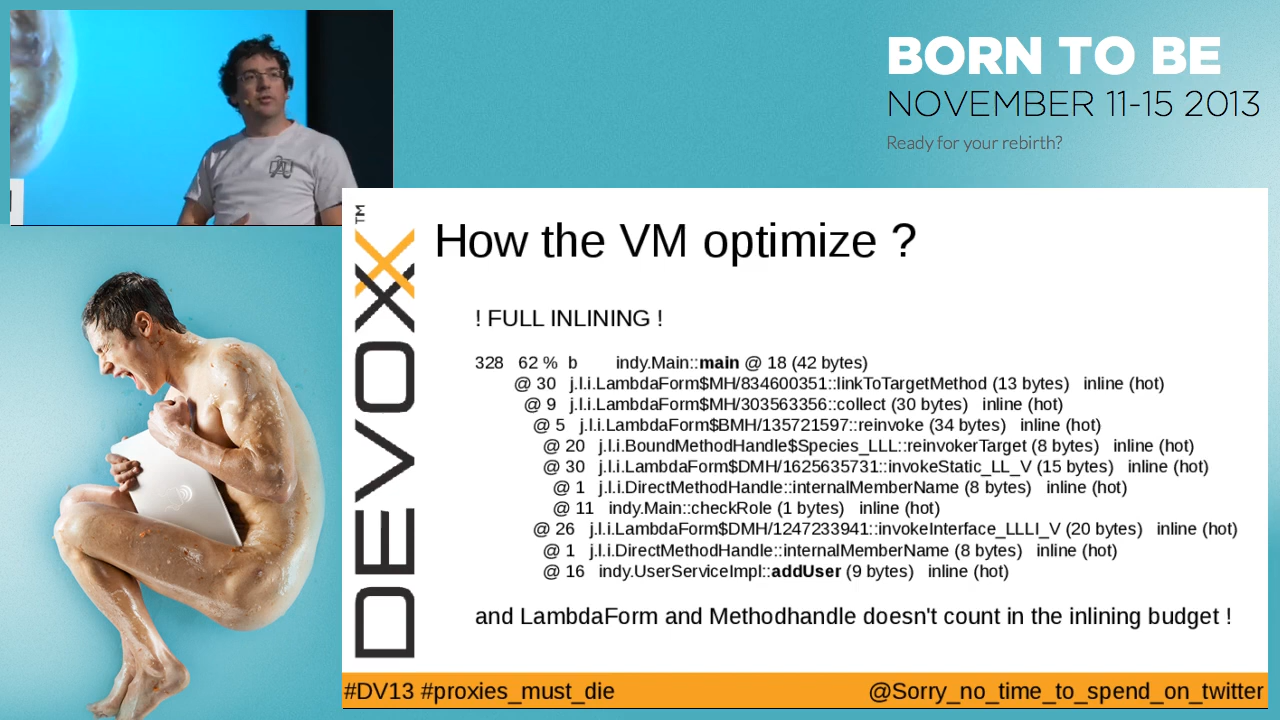 BORN TO BE
NOVEMBER 11-15 2013
Ready for your rebirth?
DEVOXX™
How the VM optimize ?
! FULL INLINING !
328 62 % b indy.Main::main @ 18 (42 bytes)
@ 30 j.l.i.LambdaForm$MH/834600351::linkToTargetMethod (13 bytes) inline (hot)
@ 9 j.l.i.LambdaForm$MH/303563356::collect (30 bytes) inline (hot)
@ 5 j.l.i.LambdaForm$BMH/135721597::reinvoke (34 bytes) inline (hot)
@ 20 j.l.i.BoundMethodHandle$Species_LLL::reinvokerTarget (8 bytes) inline (hot)
@ 30 j.l.i.LambdaForm$DMH/1625635731::invokeStatic_LL_V (15 bytes) inline (hot)
@ 1 j.l.i.DirectMethodHandle::internalMemberName (8 bytes) inline (hot)
@ 11 indy.Main::checkRole (1 bytes) inline (hot)
@ 26 j.l.i.LambdaForm$DMH/1247233941::invokeInterface_LLLI_V (20 bytes) inline (hot)
@ 1 j.l.i.DirectMethodHandle::internalMemberName (8 bytes) inline (hot)
@ 16 indy.UserServiceImpl::addUser (9 bytes) inline (hot)
and LambdaForm and Methodhandle doesn't count in the inlining budget !
#DV13 #proxies_must_die
@Sorry_no_time_to_spend_on_twitter